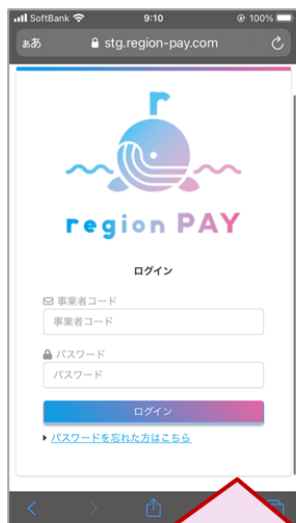 SoftBank 9:10 100%
ぁあ stg.region-pay.com
r
region PAY
ログイン
事業者コード
事業者コード
パスワード
パスワード
ログイン
パスワードを忘れた方はこちら